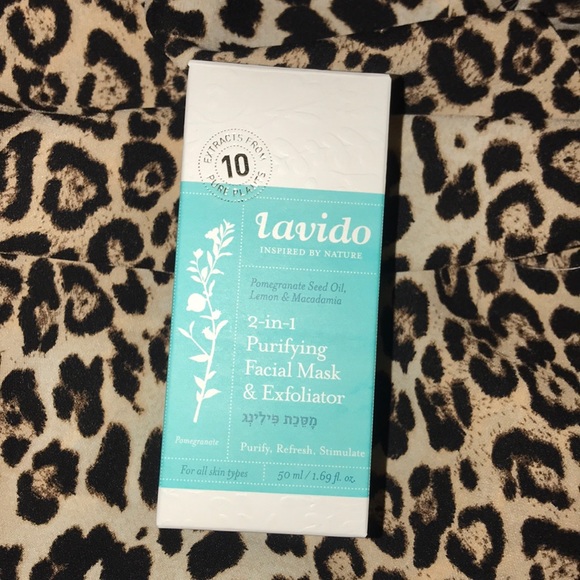 EXTRACTS FROM
10
PURE PLANTS
lavido
INSPIRED BY NATURE
Pomegranate Seed Oil,
Lemon & Macadamia
2-in-1
Purifying
Facial Mask
& Exfoliator
מַסֵּכַת פִּילִינְג
Pomegranate
Purify, Refresh, Stimulate
For all skin types
50 ml / 1.69 fl. oz